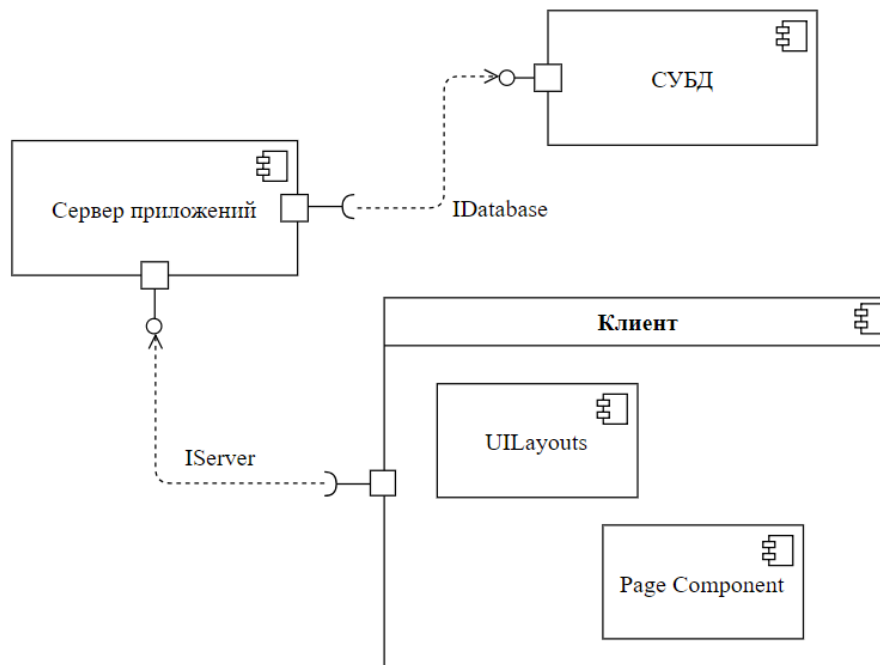 СУБД
Сервер приложений
IDatabase
Клиент
UILayouts
IServer
Page Component